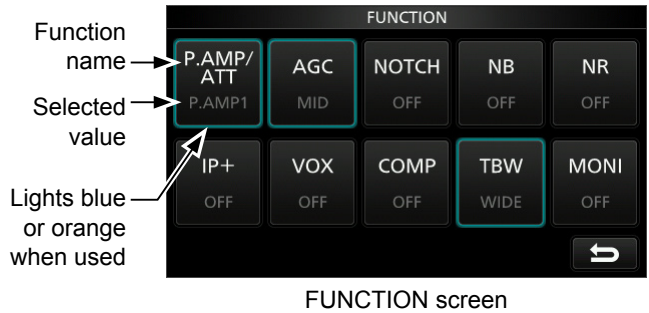 FUNCTION
Function
name
Selected
value
Lights blue
or orange
when used
P.AMP/
ATT
P.AMP1
AGC
MID
NOTCH
OFF
NB
OFF
NR
OFF
IP+
OFF
VOX
OFF
COMP
OFF
TBW
WIDE
MONI
OFF
FUNCTION screen